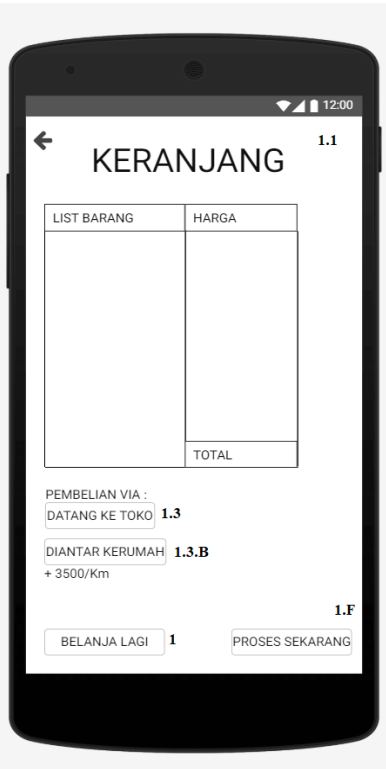 12:00
1.1
KERANJANG
LIST BARANG HARGA
TOTAL
PEMBELIAN VIA :
DATANG KE TOKO 1.3
DIANTAR KERUMAH 1.3.B
+ 3500/Km
1.F
BELANJA LAGI 1 PROSES SEKARANG